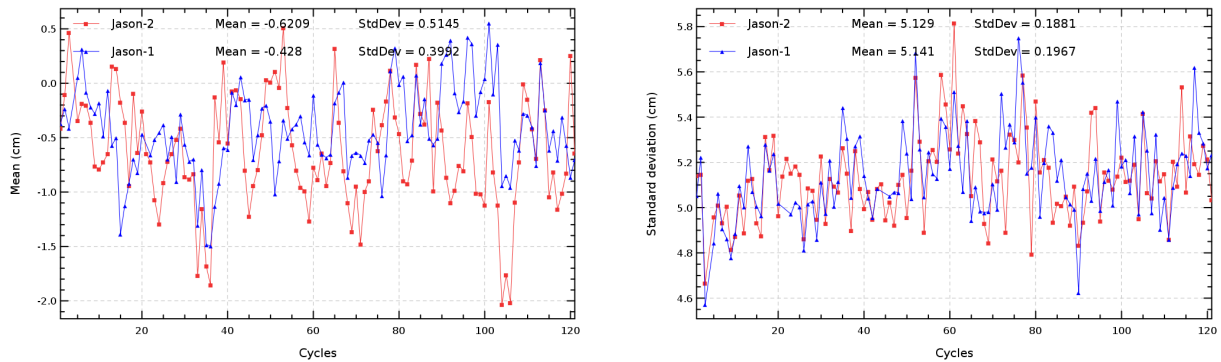 Jason-2 Mean = -0.6209 StdDev = 0.5145
Jason-1 Mean = -0.428 StdDev = 0.3992
0.5
0.0
-0.5
-1.0
-1.5
-2.0
Mean (cm)
20 40 60 80 100 120
Cycles
Jason-2 Mean = 5.129 StdDev = 0.1881
Jason-1 Mean = 5.141 StdDev = 0.1967
5.8
5.6
5.4
5.2
5.0
4.8
4.6
Standard deviation (cm)
20 40 60 80 100 120
Cycles